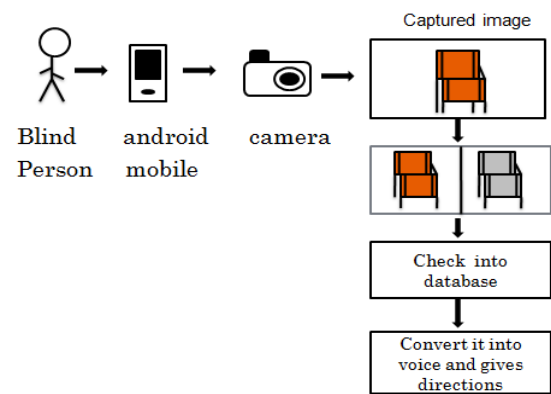 Captured image
Blind
Person
android
mobile
camera
Check into
database
Convert it into
voice and gives
directions